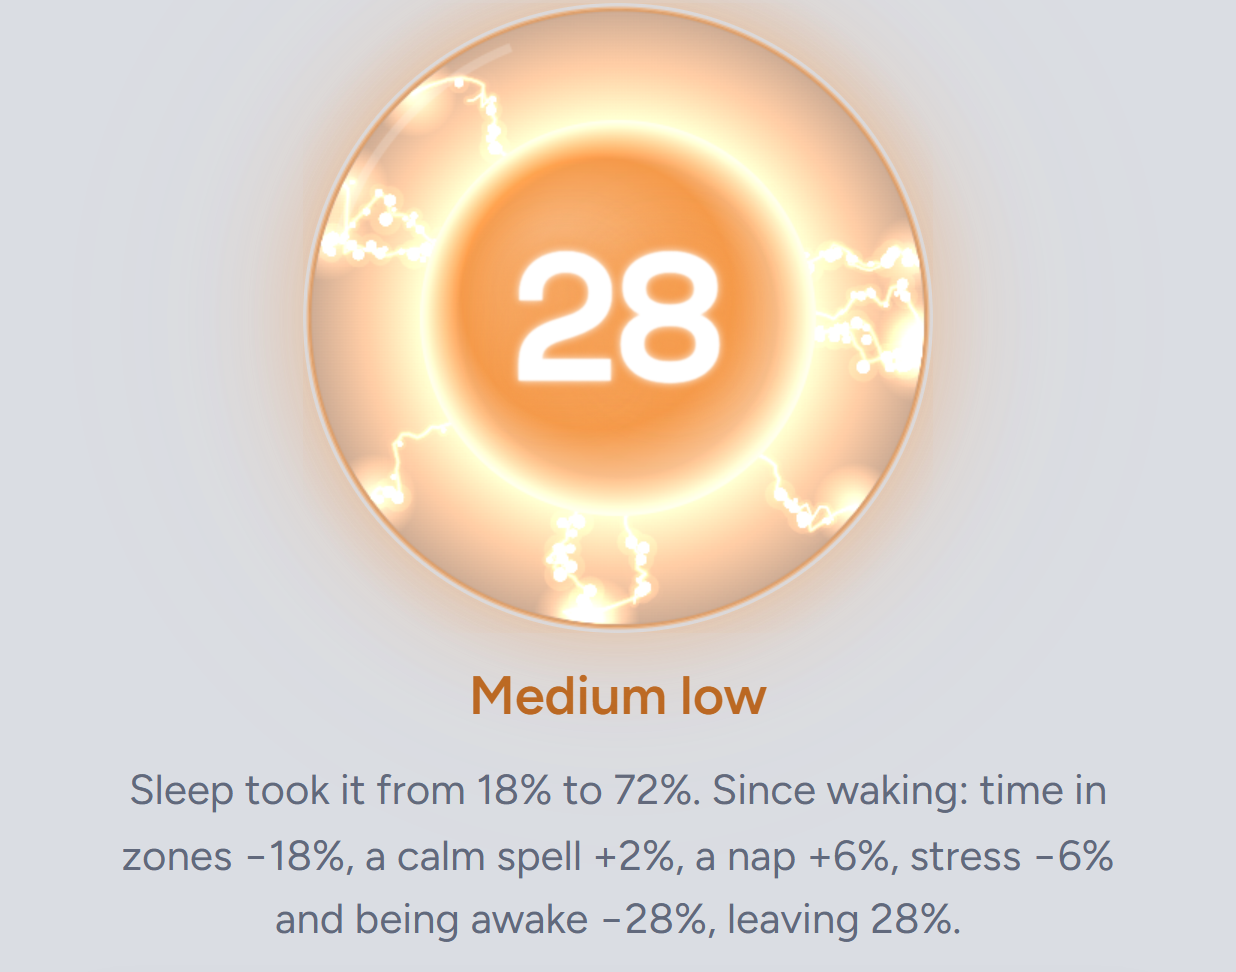 28
Medium low
Sleep took it from 18% to 72%. Since waking: time in
zones −18%, a calm spell +2%, a nap +6%, stress −6%
and being awake −28%, leaving 28%.